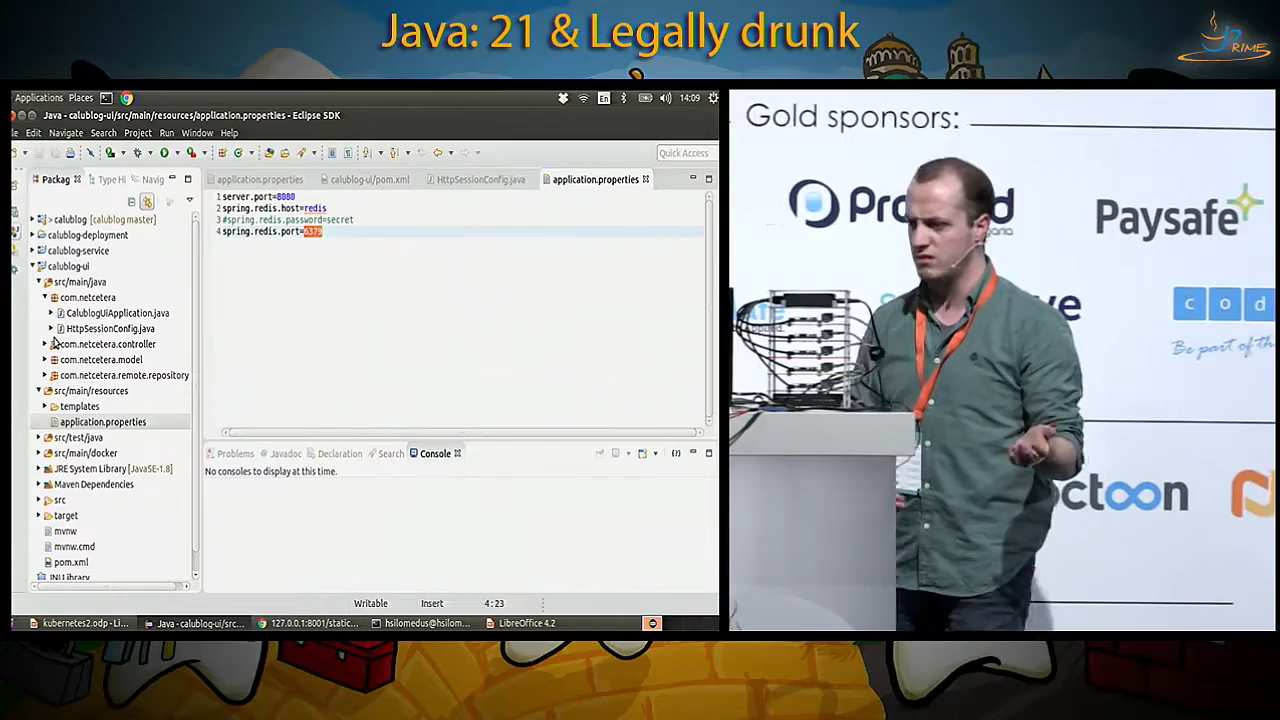 Java: 21 & Legally drunk
PRIME
Applications Places
En
14:09
Java - calublog-ui/src/main/resources/application.properties - Eclipse SDK
Edit Navigate Search Project Run Window Help
Quick Access
Packag
Type Hi
Navig
application.properties
calublog-ui/pom.xml
HttpSessionConfig.java
application.properties
1 server.port=8080
2 spring.redis.host=redis
3 #spring.redis.password=secret
4 spring.redis.port=6379
> calublog [calublog master]
calublog-deployment
calublog-service
calublog-ui
src/main/java
com.netcetera
CalublogUiApplication.java
HttpSessionConfig.java
com.netcetera.controller
com.netcetera.model
com.netcetera.remote.repository
src/main/resources
templates
application.properties
src/test/java
src/main/docker
JRE System Library [JavaSE-1.8]
Maven Dependencies
src
target
mvnw
mvnw.cmd
pom.xml
Problems
Javadoc
Declaration
Search
Console
No consoles to display at this time.
Writable
Insert
4:23
kubernetes2.odp - Li...
Java - calublog-ui/src...
127.0.0.1:8001/static...
hsilomedus@hsilom...
LibreOffice 4.2
Gold sponsors:
Paysafe
cod
Be part of th